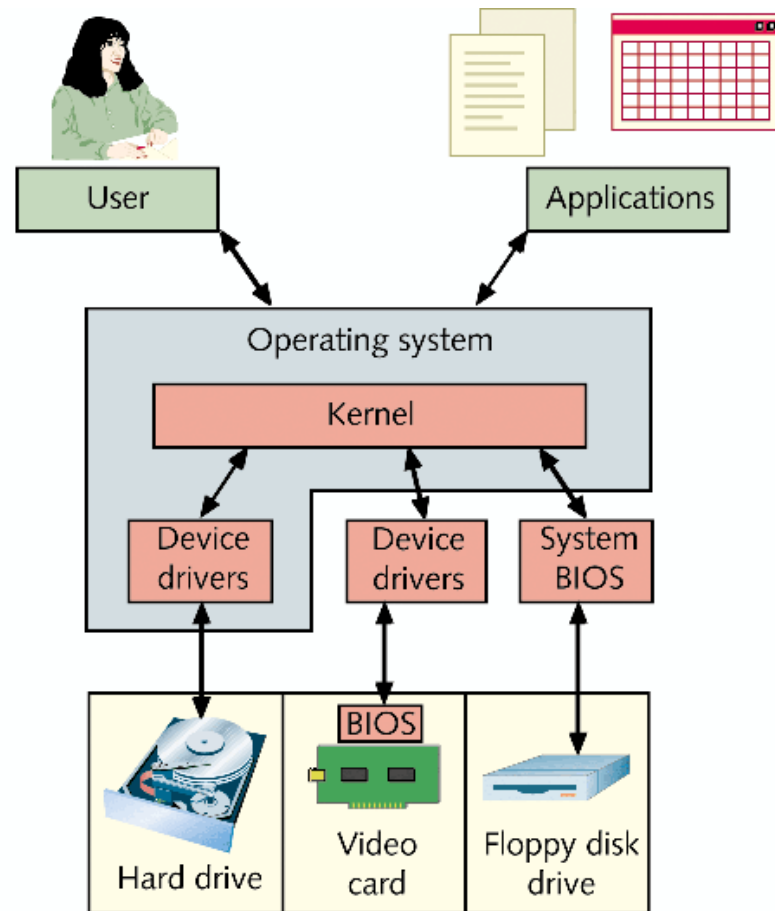 User
Applications
Operating system
Kernel
Device
drivers
Device
drivers
System
BIOS
BIOS
Hard drive
Video
card
Floppy disk
drive